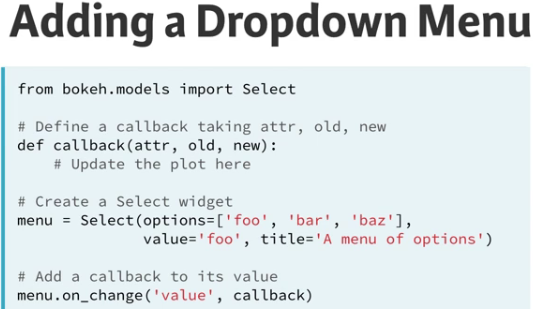 Adding a Dropdown Menu
from bokeh.models import Select
# Define a callback taking attr, old, new
def callback(attr, old, new):
    # Update the plot here
# Create a Select widget
menu = Select(options=['foo', 'bar', 'baz'],
              value='foo', title='A menu of options')
# Add a callback to its value
menu.on_change('value', callback)